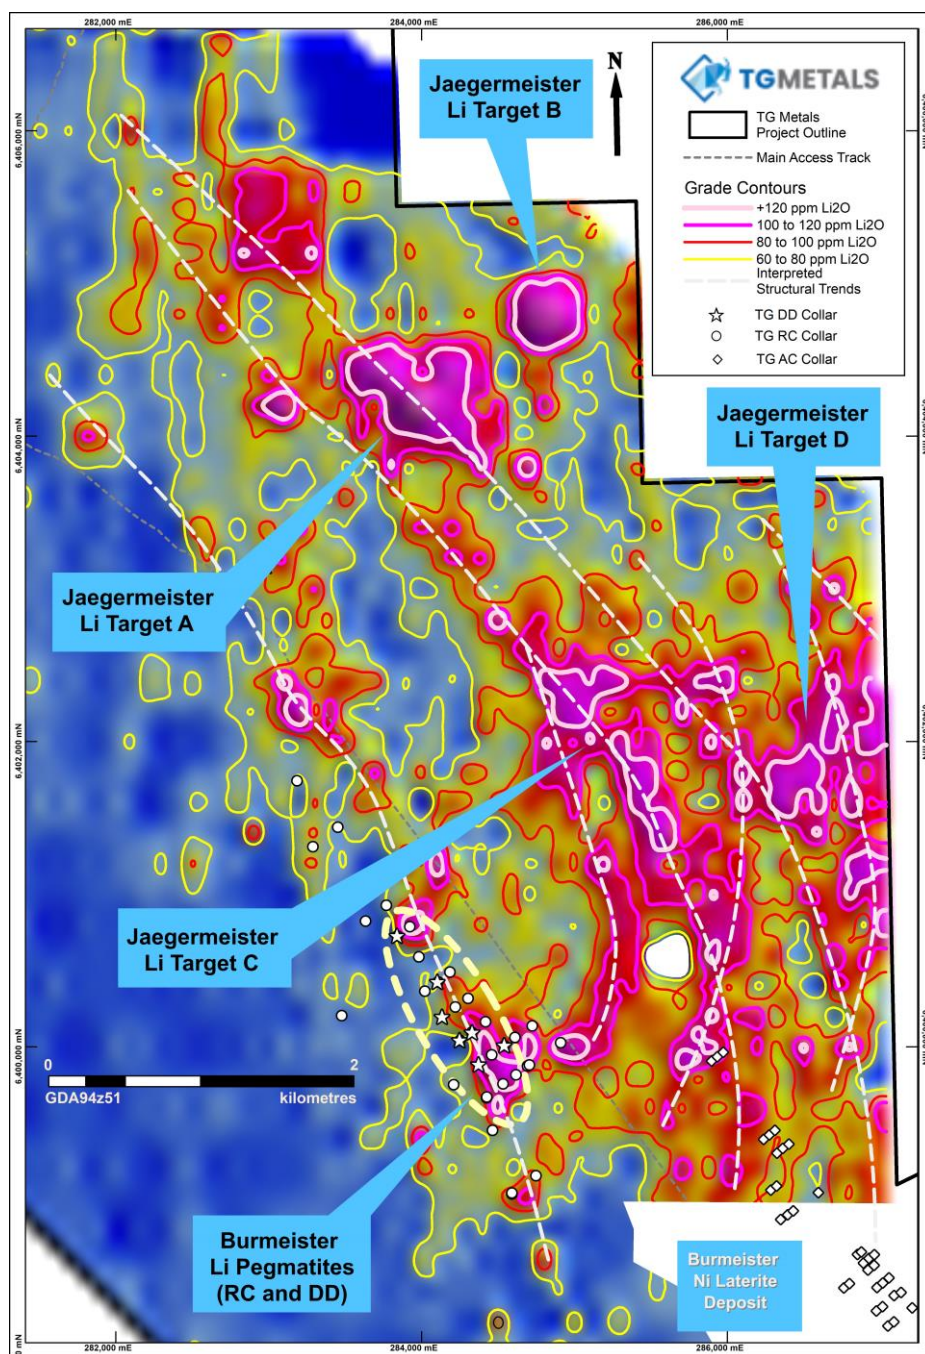 282,000 mE
284,000 mE
286,000 mE
6,406,000 mN
6,404,000 mN
6,402,000 mN
6,400,000 mN
0 mN
N
Jaegermeister
Li Target B
TGMETALS
TG Metals
Project Outline
Main Access Track
Grade Contours
+120 ppm Li2O
100 to 120 ppm Li2O
80 to 100 ppm Li2O
60 to 80 ppm Li2O
Interpreted
Structural Trends
TG DD Collar
TG RC Collar
TG AC Collar
Jaegermeister
Li Target D
Jaegermeister
Li Target A
Jaegermeister
Li Target C
0
2
GDA94z51
kilometres
Burmeister
Li Pegmatites
(RC and DD)
Burmeister
Ni Laterite
Deposit
282,000 mE
284,000 mE
286,000 mE